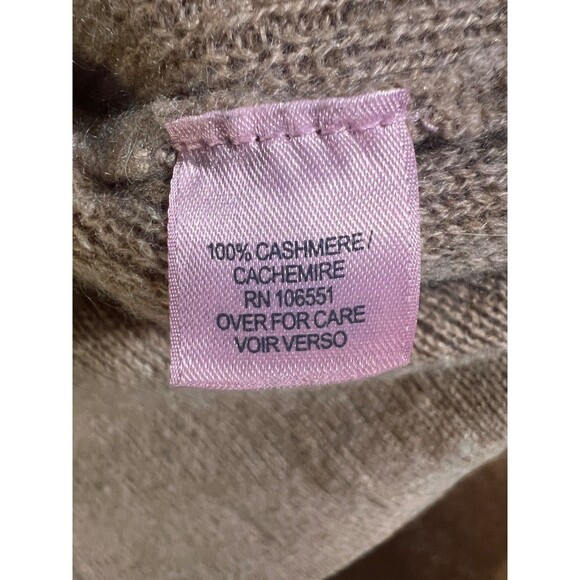 100% CASHMERE/
CACHEMIRE
RN 106551
OVER FOR CARE
VOIR VERSO